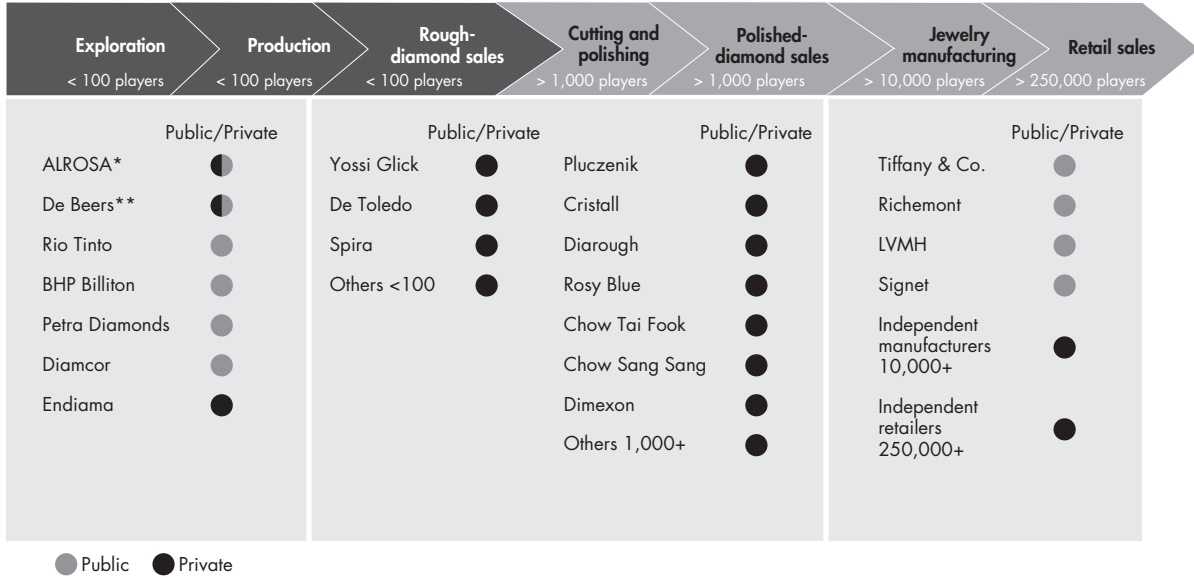 Exploration
< 100 players
Production
< 100 players
Rough-
diamond sales
< 100 players
Cutting and
polishing
> 1,000 players
Polished-
diamond sales
> 1,000 players
Jewelry
manufacturing
> 10,000 players
Retail sales
> 250,000 players
Public/Private
ALROSA*
De Beers**
Rio Tinto
BHP Billiton
Petra Diamonds
Diamcor
Endiama
Public/Private
Yossi Glick
De Toledo
Spira
Others <100
Public/Private
Pluczenik
Cristall
Diarough
Rosy Blue
Chow Tai Fook
Chow Sang Sang
Dimexon
Others 1,000+
Public/Private
Tiffany & Co.
Richemont
LVMH
Signet
Independent
manufacturers
10,000+
Independent
retailers
250,000+
Public
Private